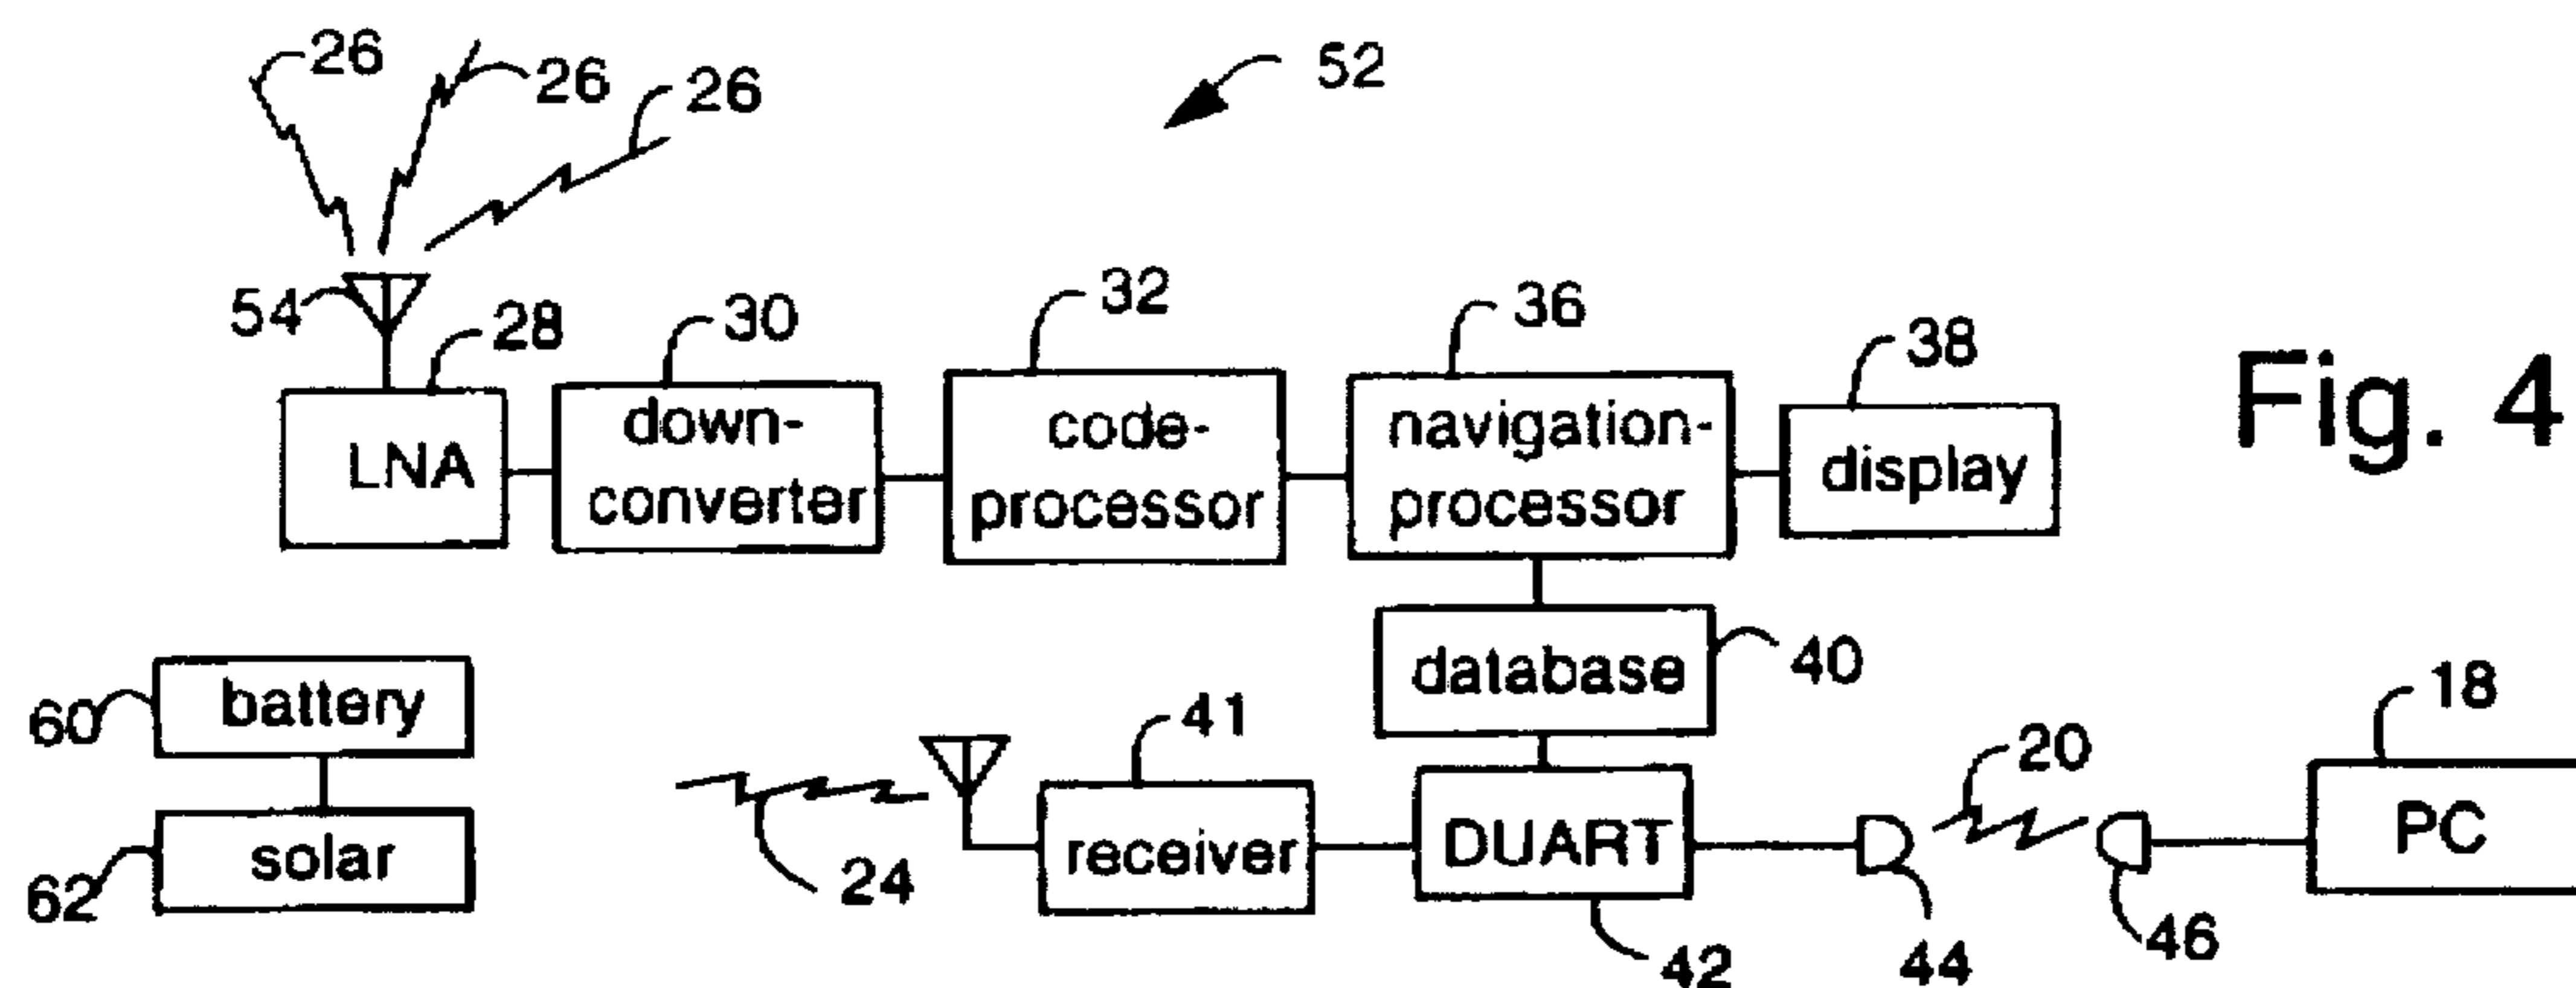 26
26
26
52
54
28
30
32
36
38
LNA
down-
converter
code-
processor
navigation-
processor
display
Fig. 4
battery
60
solar
62
database
40
24
41
receiver
DUART
42
44
20
46
18
PC